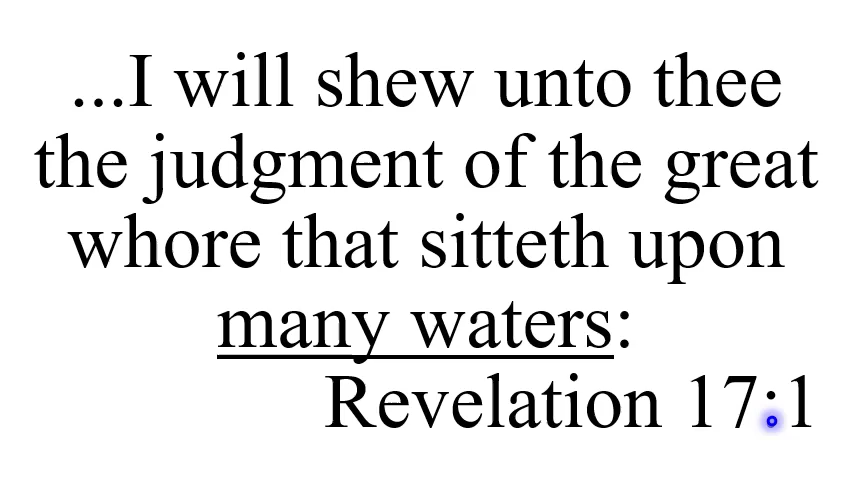 ...I will shew unto thee
the judgment of the great
whore that sitteth upon
many waters:
Revelation 17:1